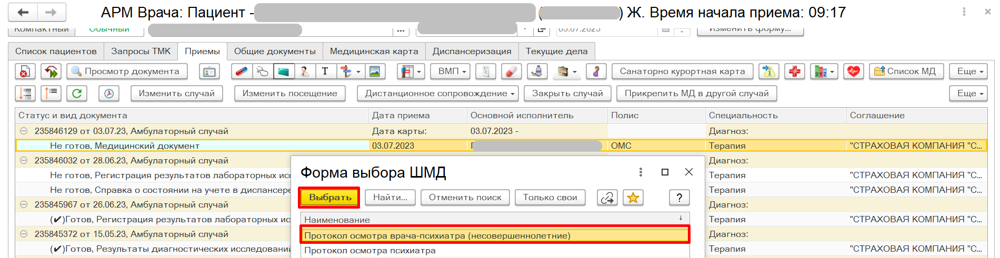 АРМ Врача: Пациент - ( ) Ж. Время начала приема: 09:17
Компактный Обычный ... 03.07.2023 Изменить форму...
Список пациентов Запросы ТМК Приемы Общие документы Медицинская карта Диспансеризация Текущие дела
Просмотр документа T ВМП Санаторно курортная карта XYZ Список МД Еще
Изменить случай Изменить посещение Дистанционное сопровождение Закрыть случай Прикрепить МД в другой случай Еще
Статус и вид документа Дата приема Основной исполнитель Полис Специальность Соглашение
235846129 от 03.07.23, Амбулаторный случай Дата карты: 03.07.2023 - Диагноз:
Не готов, Медицинский документ 03.07.2023 ОМС Терапия "СТРАХОВАЯ КОМПАНИЯ "С...
235846032 от 28.06.23, Амбулаторный случай Диагноз:
Не готов, Регистрация результатов лабораторных исс Терапия "СТРАХОВАЯ КОМПАНИЯ "С...
Не готов, Справка о состоянии на учете в диспансере Терапия "СТРАХОВАЯ КОМПАНИЯ "С...
235845967 от 26.06.23, Амбулаторный случай Диагноз:
(✔)Готов, Регистрация результатов лабораторных ис Терапия "СТРАХОВАЯ КОМПАНИЯ "С...
235845372 от 15.05.23, Амбулаторный случай Диагноз:
(✔)Готов, Результаты диагностических исследований Терапия "СТРАХОВАЯ КОМПАНИЯ "С...
Форма выбора ШМД
Выбрать Найти... Отменить поиск Только свои ?
Наименование
Протокол осмотра врача-психиатра (несовершеннолетние)
Протокол осмотра психиатра